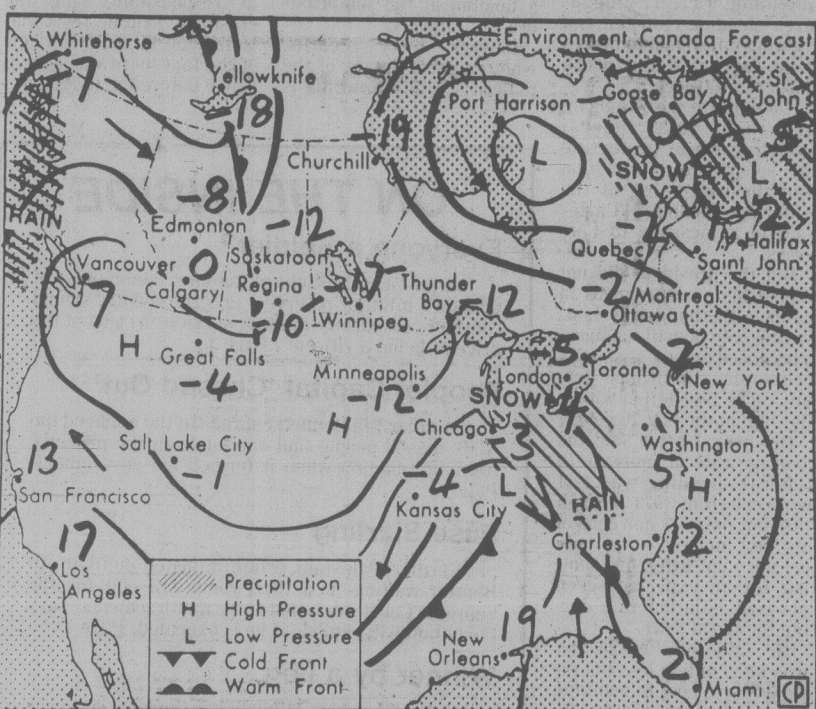 Environment Canada Forecast
Whitehorse
-7
Yellowknife
-18
Port Harrison
Goose Bay
0
St. John
Churchill
-19
L
SNOW
L
8
RAIN
Edmonton
-12
0
Saskatoon
-2
2
Halifax
Quebec
Saint John
Vancouver
7
Calgary
Regina
-10
-17
Winnipeg
Thunder Bay
-12
-2
Montreal
Ottawa
H
Great Falls
-4
Minneapolis
-12
H
-5
Toronto
London
SNOW
-4
2
New York
Chicago
-3
Salt Lake City
-1
Washington
5
H
13
San Francisco
-4
Kansas City
L
RAIN
17
Los Angeles
Charleston
12
New Orleans
19
2
Miami
CP
Precipitation
H High Pressure
L Low Pressure
Cold Front
Warm Front